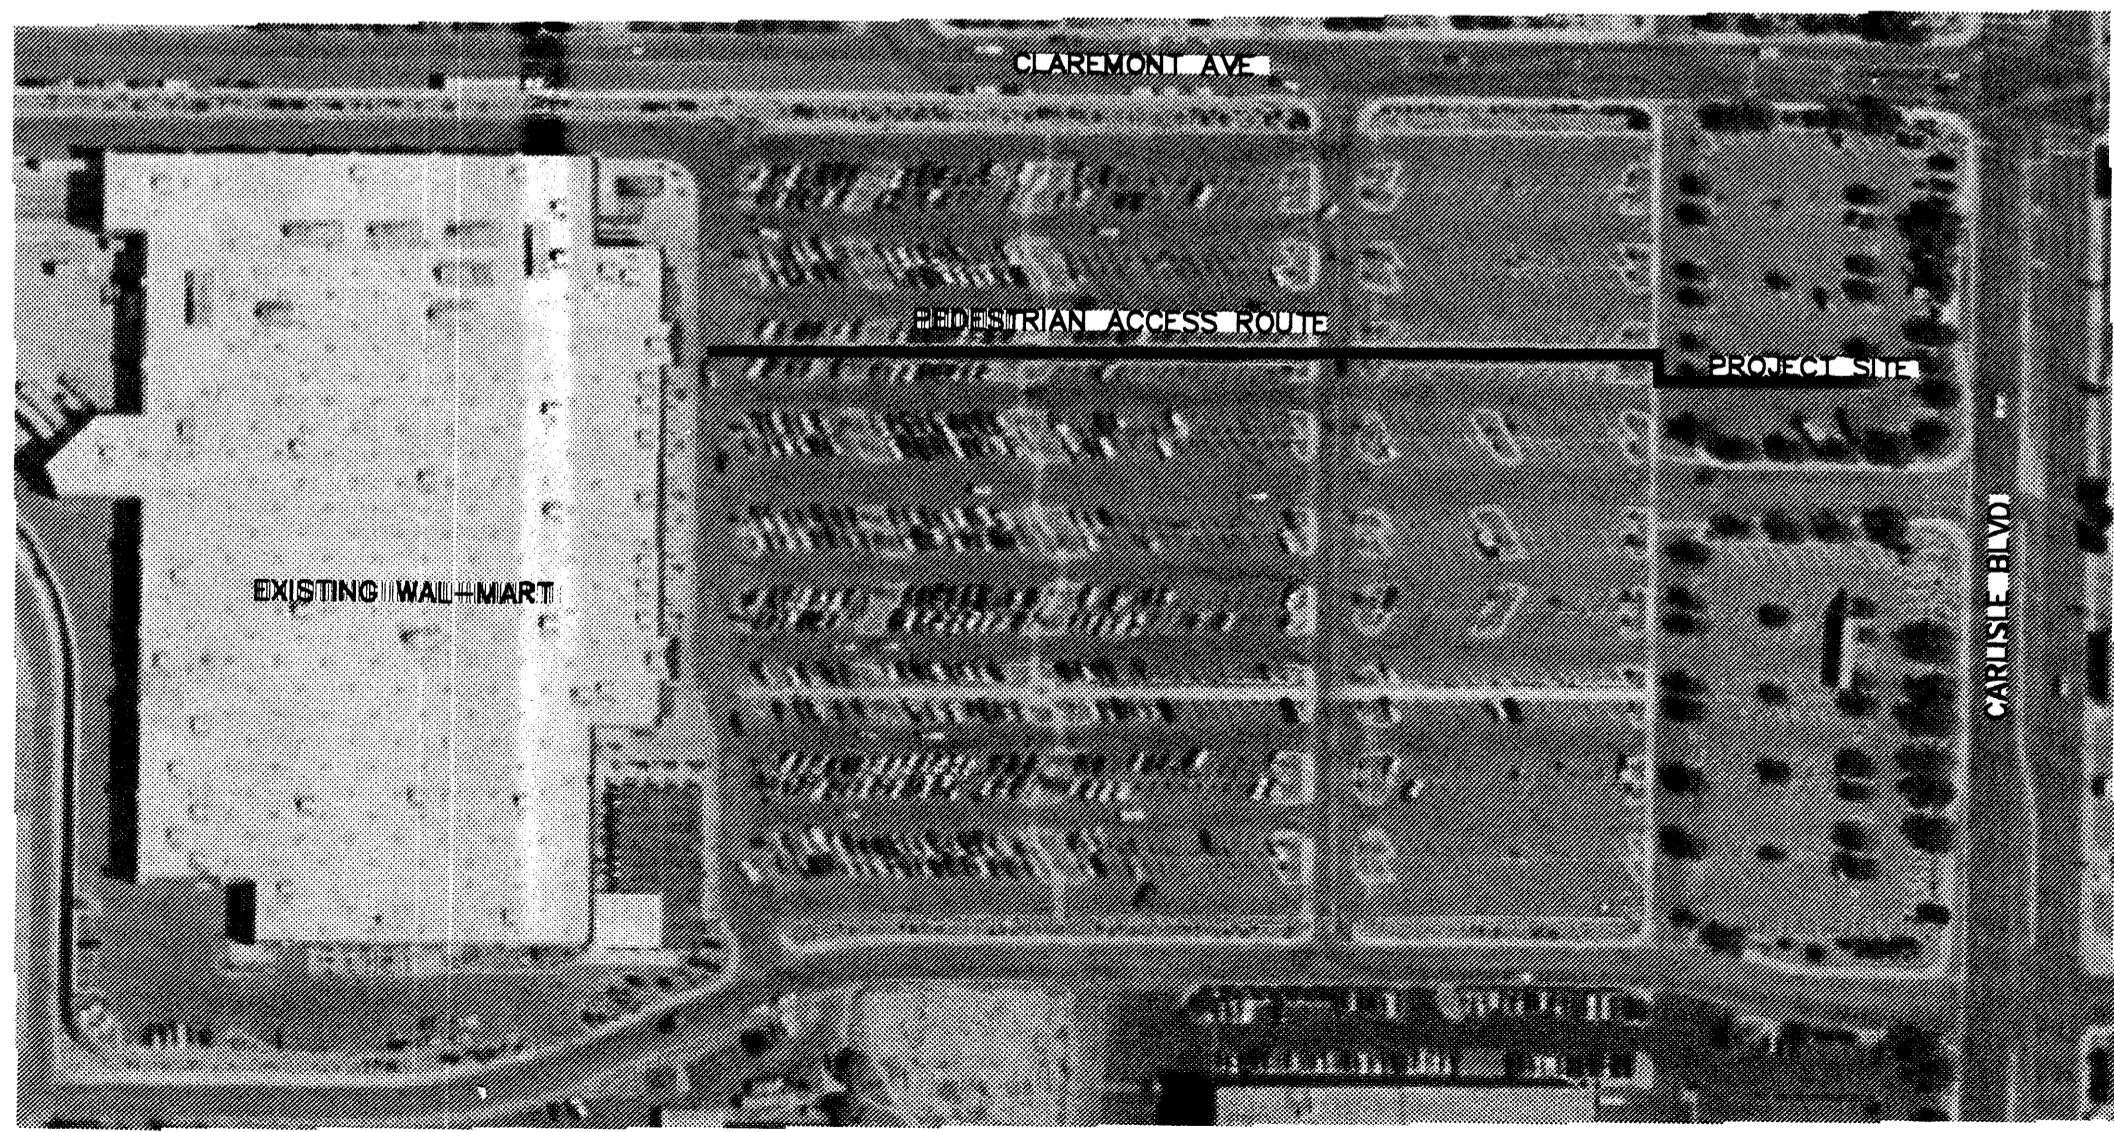 CLAREMONT AVE
PEDESTRIAN ACCESS ROUTE
PROJECT SITE
EXISTING WAL-MART
CARLISLE BLVD